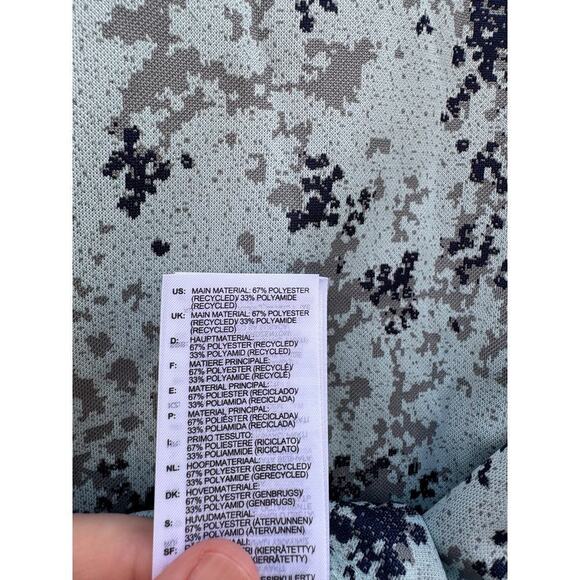 US: MAIN MATERIAL: 67% POLYESTER
(RECYCLED)/ 33% POLYAMIDE
(RECYCLED)
UK: MAIN MATERIAL: 67% POLYESTER
(RECYCLED)/ 33% POLYAMIDE
(RECYCLED)
D: HAUPTMATERIAL:
67% POLYESTER (RECYCELT)/
33% POLYAMID (RECYCELT)
F: MATIERE PRINCIPALE:
67% POLYESTER (RECYCLÉ)/
33% POLYAMIDE (RECYCLÉ)
E: MATERIAL PRINCIPAL:
67% POLIÉSTER (RECICLADO)/
33% POLIAMIDA (RECICLADA)
P: MATERIAL PRINCIPAL:
67% POLIÉSTER (RECICLADA)/
33% POLIAMIDA (RECICLADA)
I: PRIMO TESSUTO:
67% POLIESTERE (RICICLATO)/
33% POLIAMMIDE (RICICLATO)
NL: HOOFDMATERIAAL:
67% POLYESTER (GERECYCLED)/
33% POLYAMIDE (GERECYCLED)
DK: HOVEDMATERIALE:
67% POLYESTER (GENBRUGS)/
33% POLYAMID (GENBRUGS)
S: HUVUDMATERIAL:
67% POLYESTER (ÅTERVUNNEN)/
33% POLYAMID (ÅTERVUNNEN)
SF:
(KIERRÄTETTY)/
(KIERRÄTETTY)